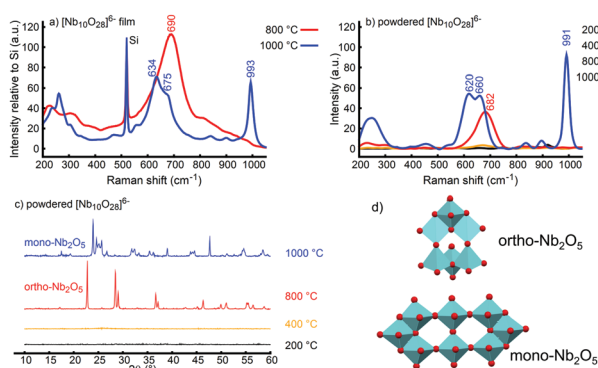 a) [Nb10O28]6- film
Intensity relative to Si (a.u.)
120
100
80
60
40
20
0
200 300 400 500 600 700 800 900 1000
Raman shift (cm-1)
Si
690
634
675
993
800 °C
1000 °C
b) powdered [Nb10O28]6-
Intensity (a.u.)
120
100
80
60
40
20
0
200 300 400 500 600 700 800 900 1000
Raman shift (cm-1)
620
660
682
991
200
400
800
1000
c) powdered [Nb10O28]6-
mono-Nb2O5
1000 °C
ortho-Nb2O5
800 °C
400 °C
200 °C
10 15 20 25 30 35 40 45 50 55 60
d)
ortho-Nb2O5
mono-Nb2O5